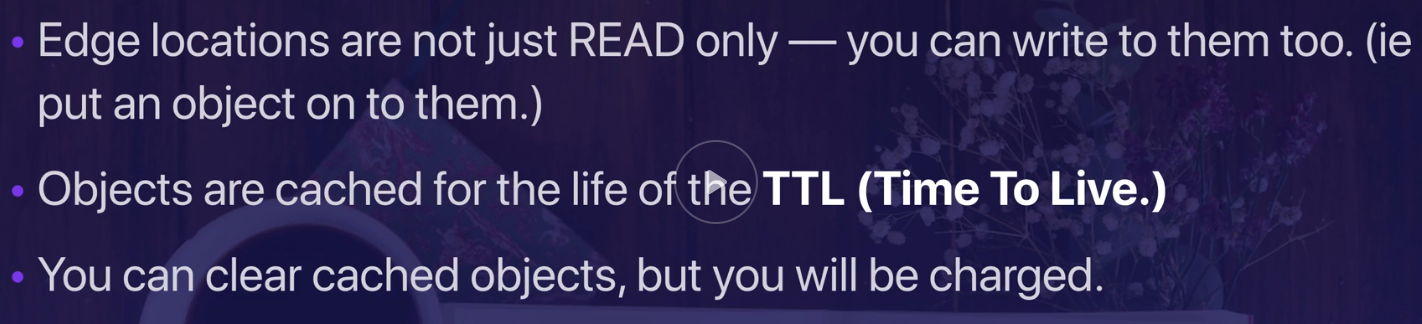 • Edge locations are not just READ only — you can write to them too. (ie
put an object on to them.)
• Objects are cached for the life of the TTL (Time To Live.)
• You can clear cached objects, but you will be charged.